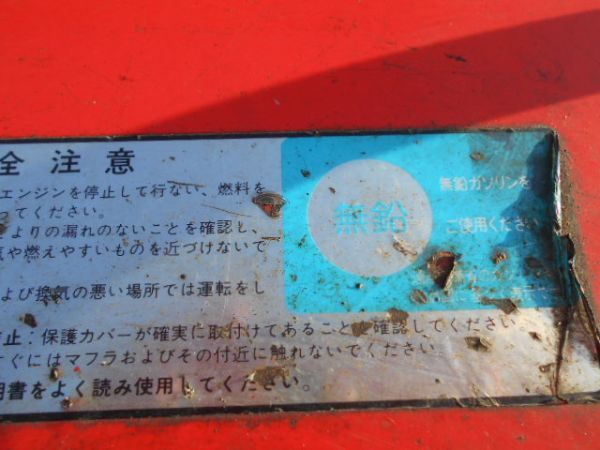 全注意
エンジンを停止して行ない、燃料を
ってください。
よりの漏れのないことを確認し、
気や燃えやすいものを近づけないで
よび換気の悪い場所では運転をし
止：保護カバーが確実に取付けてあることを確認してください
すぐにはマフラおよびその付近に触れないでください
明書をよく読み使用してください。
無鉛
無鉛ガソリンを
ご使用ください